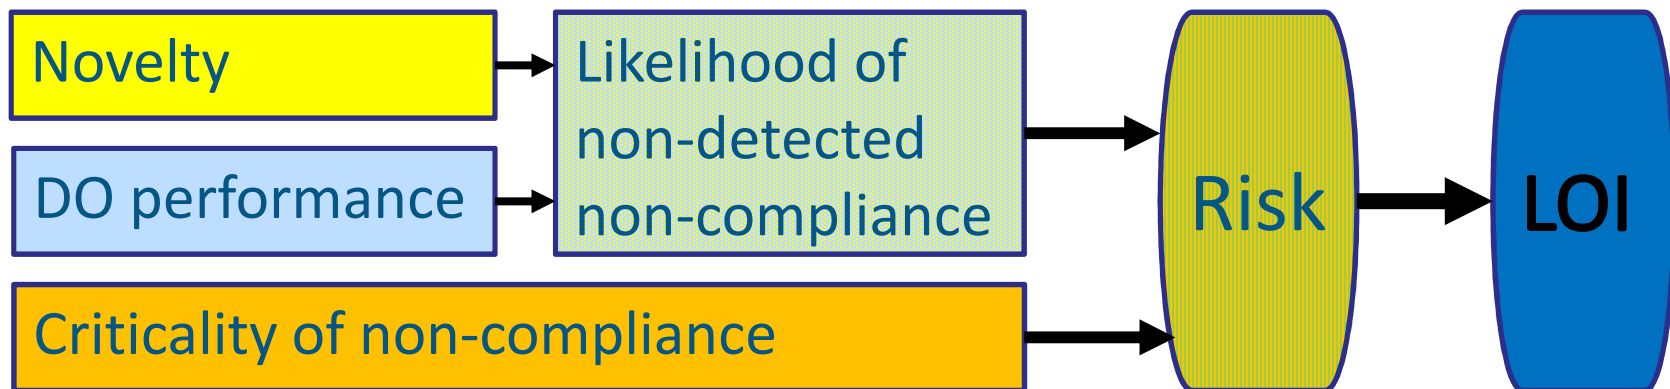 Novelty
DO performance
Likelihood of
non-detected
non-compliance
Criticality of non-compliance
Risk
LOI